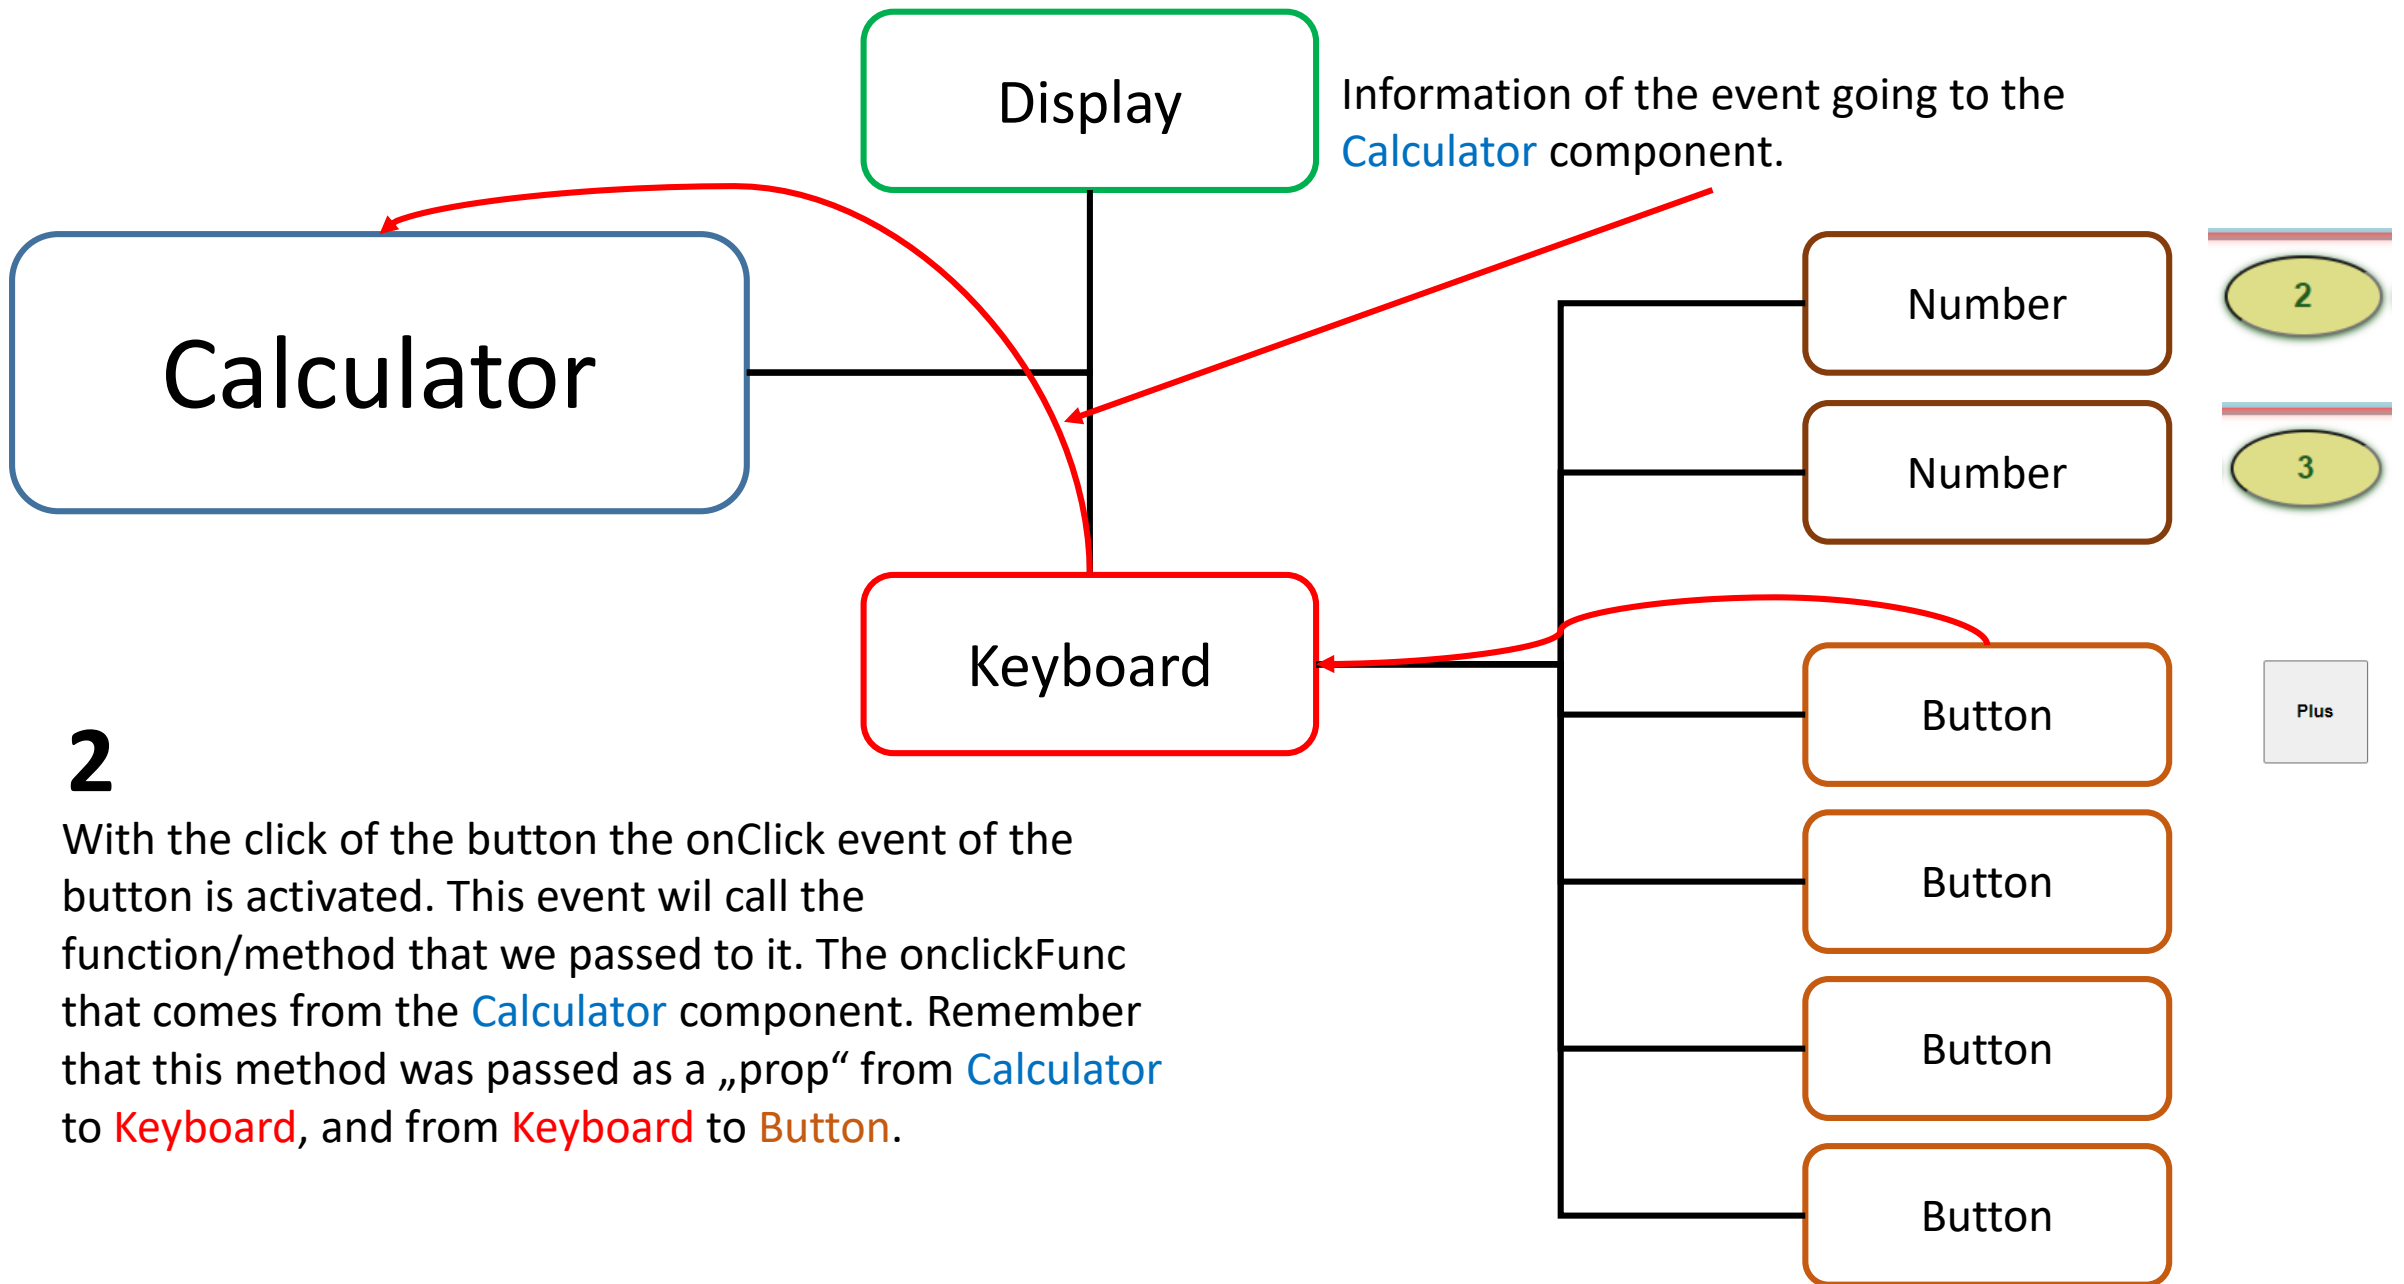 Display
Information of the event going to the
Calculator component.
Calculator
Number
2
Number
3
Keyboard
Button
Plus
Button
Button
Button
2
With the click of the button the onClick event of the
button is activated. This event wil call the
function/method that we passed to it. The onclickFunc
that comes from the Calculator component. Remember
that this method was passed as a „prop“ from Calculator
to Keyboard, and from Keyboard to Button.